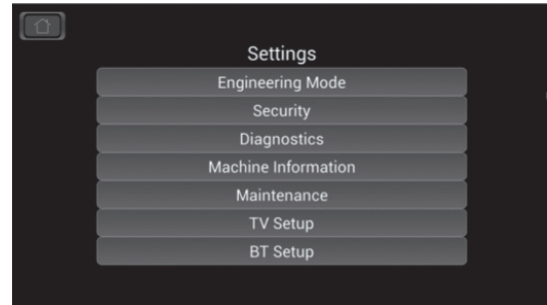 Settings
Engineering Mode
Security
Diagnostics
Machine Information
Maintenance
TV Setup
BT Setup